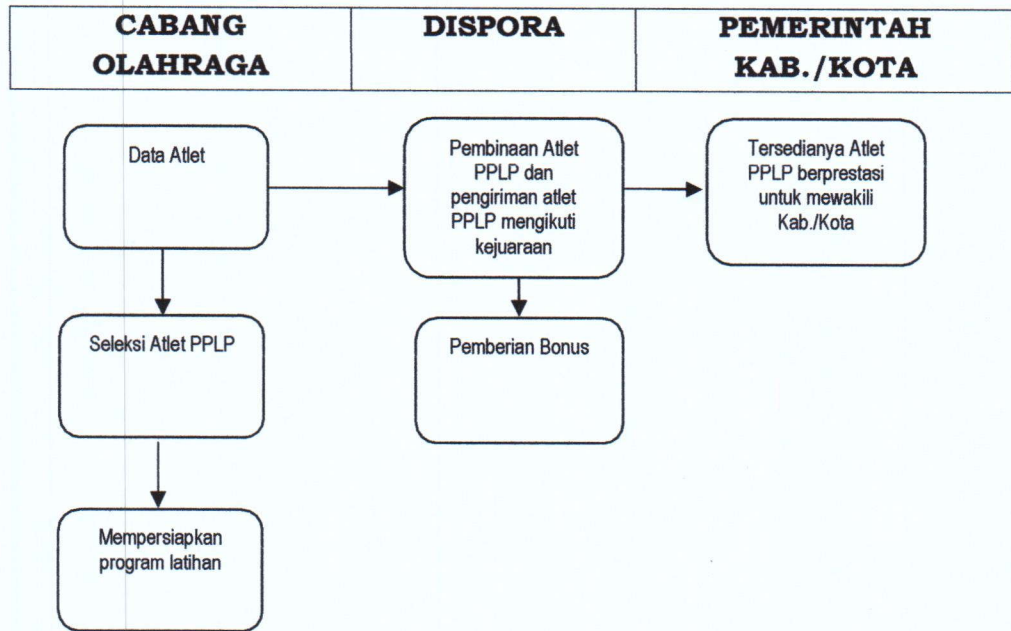 CABANG
OLAHRAGA
DISPORA
PEMERINTAH
KAB./KOTA
Data Atlet
Pembinaan Atlet
PPLP dan
pengiriman atlet
PPLP mengikuti
kejuaraan
Tersedianya Atlet
PPLP berprestasi
untuk mewakili
Kab./Kota
Seleksi Atlet PPLP
Pemberian Bonus
Mempersiapkan
program latihan